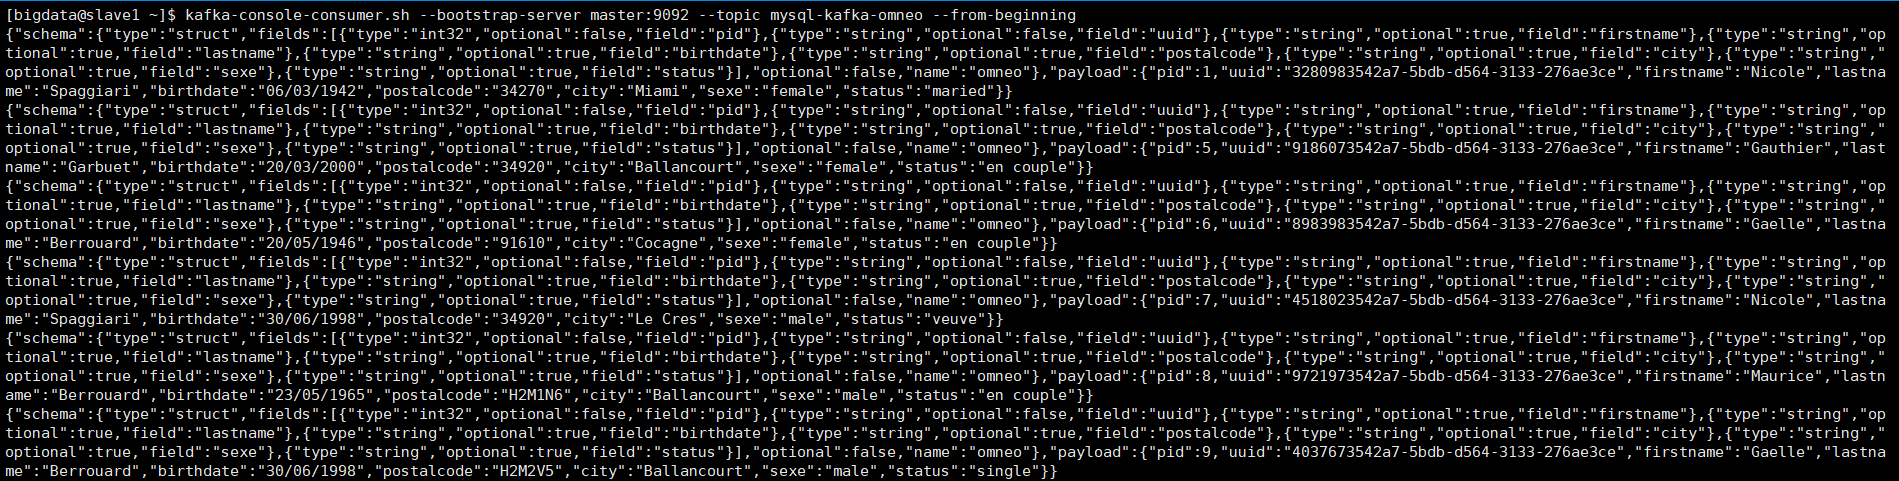 [bigdata@slave1 ~]$ kafka-console-consumer.sh --bootstrap-server master:9092 --topic mysql-kafka-omneo --from-beginning
{"schema":{"type":"struct","fields":[{"type":"int32","optional":false,"field":"pid"},{"type":"string","optional":false,"field":"uuid"},{"type":"string","optional":true,"field":"firstname"},{"type":"string","op
tional":true,"field":"lastname"},{"type":"string","optional":true,"field":"birthdate"},{"type":"string","optional":true,"field":"postalcode"},{"type":"string","optional":true,"field":"city"},{"type":"string","
optional":true,"field":"sexe"},{"type":"string","optional":true,"field":"status"}],"optional":false,"name":"omneo"},"payload":{"pid":1,"uuid":"3280983542a7-5bdb-d564-3133-276ae3ce","firstname":"Nicole","lastna
me":"Spaggiari","birthdate":"06/03/1942","postalcode":"34270","city":"Miami","sexe":"female","status":"maried"}}
{"schema":{"type":"struct","fields":[{"type":"int32","optional":false,"field":"pid"},{"type":"string","optional":false,"field":"uuid"},{"type":"string","optional":true,"field":"firstname"},{"type":"string","op
tional":true,"field":"lastname"},{"type":"string","optional":true,"field":"birthdate"},{"type":"string","optional":true,"field":"postalcode"},{"type":"string","optional":true,"field":"city"},{"type":"string","
optional":true,"field":"sexe"},{"type":"string","optional":true,"field":"status"}],"optional":false,"name":"omneo"},"payload":{"pid":5,"uuid":"9186073542a7-5bdb-d564-3133-276ae3ce","firstname":"Gauthier","last
name":"Garbuet","birthdate":"20/03/2000","postalcode":"34920","city":"Ballancourt","sexe":"female","status":"en couple"}}
{"schema":{"type":"struct","fields":[{"type":"int32","optional":false,"field":"pid"},{"type":"string","optional":false,"field":"uuid"},{"type":"string","optional":true,"field":"firstname"},{"type":"string","op
tional":true,"field":"lastname"},{"type":"string","optional":true,"field":"birthdate"},{"type":"string","optional":true,"field":"postalcode"},{"type":"string","optional":true,"field":"city"},{"type":"string","
optional":true,"field":"sexe"},{"type":"string","optional":true,"field":"status"}],"optional":false,"name":"omneo"},"payload":{"pid":6,"uuid":"8983983542a7-5bdb-d564-3133-276ae3ce","firstname":"Gaelle","lastna
me":"Berrouard","birthdate":"20/05/1946","postalcode":"91610","city":"Cocagne","sexe":"female","status":"en couple"}}
{"schema":{"type":"struct","fields":[{"type":"int32","optional":false,"field":"pid"},{"type":"string","optional":false,"field":"uuid"},{"type":"string","optional":true,"field":"firstname"},{"type":"string","op
tional":true,"field":"lastname"},{"type":"string","optional":true,"field":"birthdate"},{"type":"string","optional":true,"field":"postalcode"},{"type":"string","optional":true,"field":"city"},{"type":"string","
optional":true,"field":"sexe"},{"type":"string","optional":true,"field":"status"}],"optional":false,"name":"omneo"},"payload":{"pid":7,"uuid":"4518023542a7-5bdb-d564-3133-276ae3ce","firstname":"Nicole","lastna
me":"Spaggiari","birthdate":"30/06/1998","postalcode":"34920","city":"Le Cres","sexe":"male","status":"veuve"}}
{"schema":{"type":"struct","fields":[{"type":"int32","optional":false,"field":"pid"},{"type":"string","optional":false,"field":"uuid"},{"type":"string","optional":true,"field":"firstname"},{"type":"string","op
tional":true,"field":"lastname"},{"type":"string","optional":true,"field":"birthdate"},{"type":"string","optional":true,"field":"postalcode"},{"type":"string","optional":true,"field":"city"},{"type":"string","
optional":true,"field":"sexe"},{"type":"string","optional":true,"field":"status"}],"optional":false,"name":"omneo"},"payload":{"pid":8,"uuid":"9721973542a7-5bdb-d564-3133-276ae3ce","firstname":"Maurice","lastn
ame":"Berrouard","birthdate":"23/05/1965","postalcode":"H2M1N6","city":"Ballancourt","sexe":"male","status":"en couple"}}
{"schema":{"type":"struct","fields":[{"type":"int32","optional":false,"field":"pid"},{"type":"string","optional":false,"field":"uuid"},{"type":"string","optional":true,"field":"firstname"},{"type":"string","op
tional":true,"field":"lastname"},{"type":"string","optional":true,"field":"birthdate"},{"type":"string","optional":true,"field":"postalcode"},{"type":"string","optional":true,"field":"city"},{"type":"string","
optional":true,"field":"sexe"},{"type":"string","optional":true,"field":"status"}],"optional":false,"name":"omneo"},"payload":{"pid":9,"uuid":"4037673542a7-5bdb-d564-3133-276ae3ce","firstname":"Gaelle","lastna
me":"Berrouard","birthdate":"30/06/1998","postalcode":"H2M2V5","city":"Ballancourt","sexe":"male","status":"single"}}